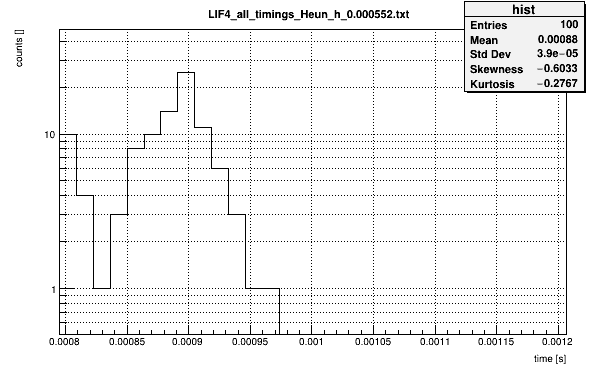 LIF4_all_timings_Heun_h_0.000552.txt
hist
Entries 100
Mean 0.00088
Std Dev 3.9e−05
Skewness −0.6033
Kurtosis −0.2767
counts []
10
1
0.0008 0.00085 0.0009 0.00095 0.001 0.00105 0.0011 0.00115 0.0012
time [s]